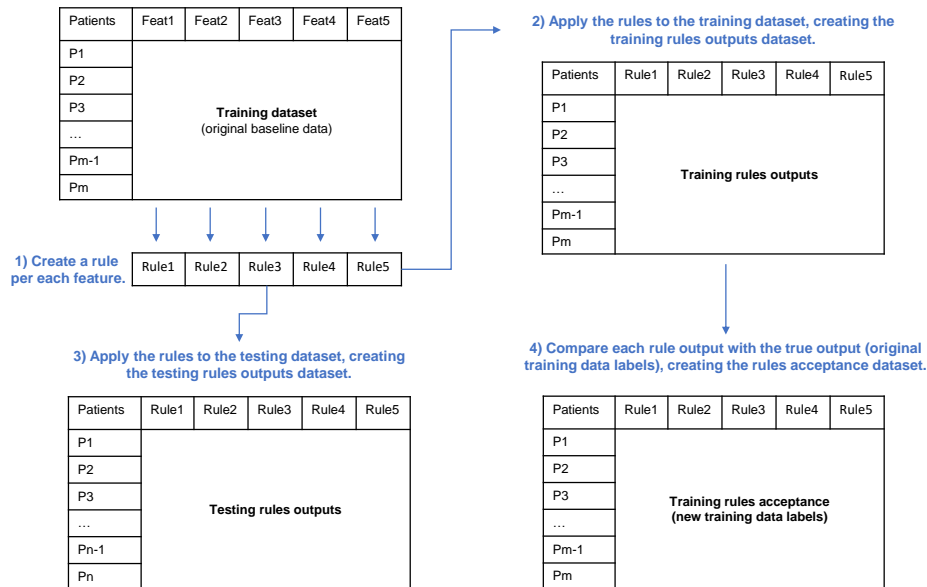 Patients Feat1 Feat2 Feat3 Feat4 Feat5
P1
P2
P3
…
Pm-1
Pm
Training dataset
(original baseline data)
1) Create a rule
per each feature.
Rule1 Rule2 Rule3 Rule4 Rule5
2) Apply the rules to the training dataset, creating the
training rules outputs dataset.
Patients Rule1 Rule2 Rule3 Rule4 Rule5
P1
P2
P3
…
Pm-1
Pm
Training rules outputs
3) Apply the rules to the testing dataset, creating
the testing rules outputs dataset.
Patients Rule1 Rule2 Rule3 Rule4 Rule5
P1
P2
P3
…
Pn-1
Pn
Testing rules outputs
4) Compare each rule output with the true output (original
training data labels), creating the rules acceptance dataset.
Patients Rule1 Rule2 Rule3 Rule4 Rule5
P1
P2
P3
…
Pm-1
Pm
Training rules acceptance
(new training data labels)